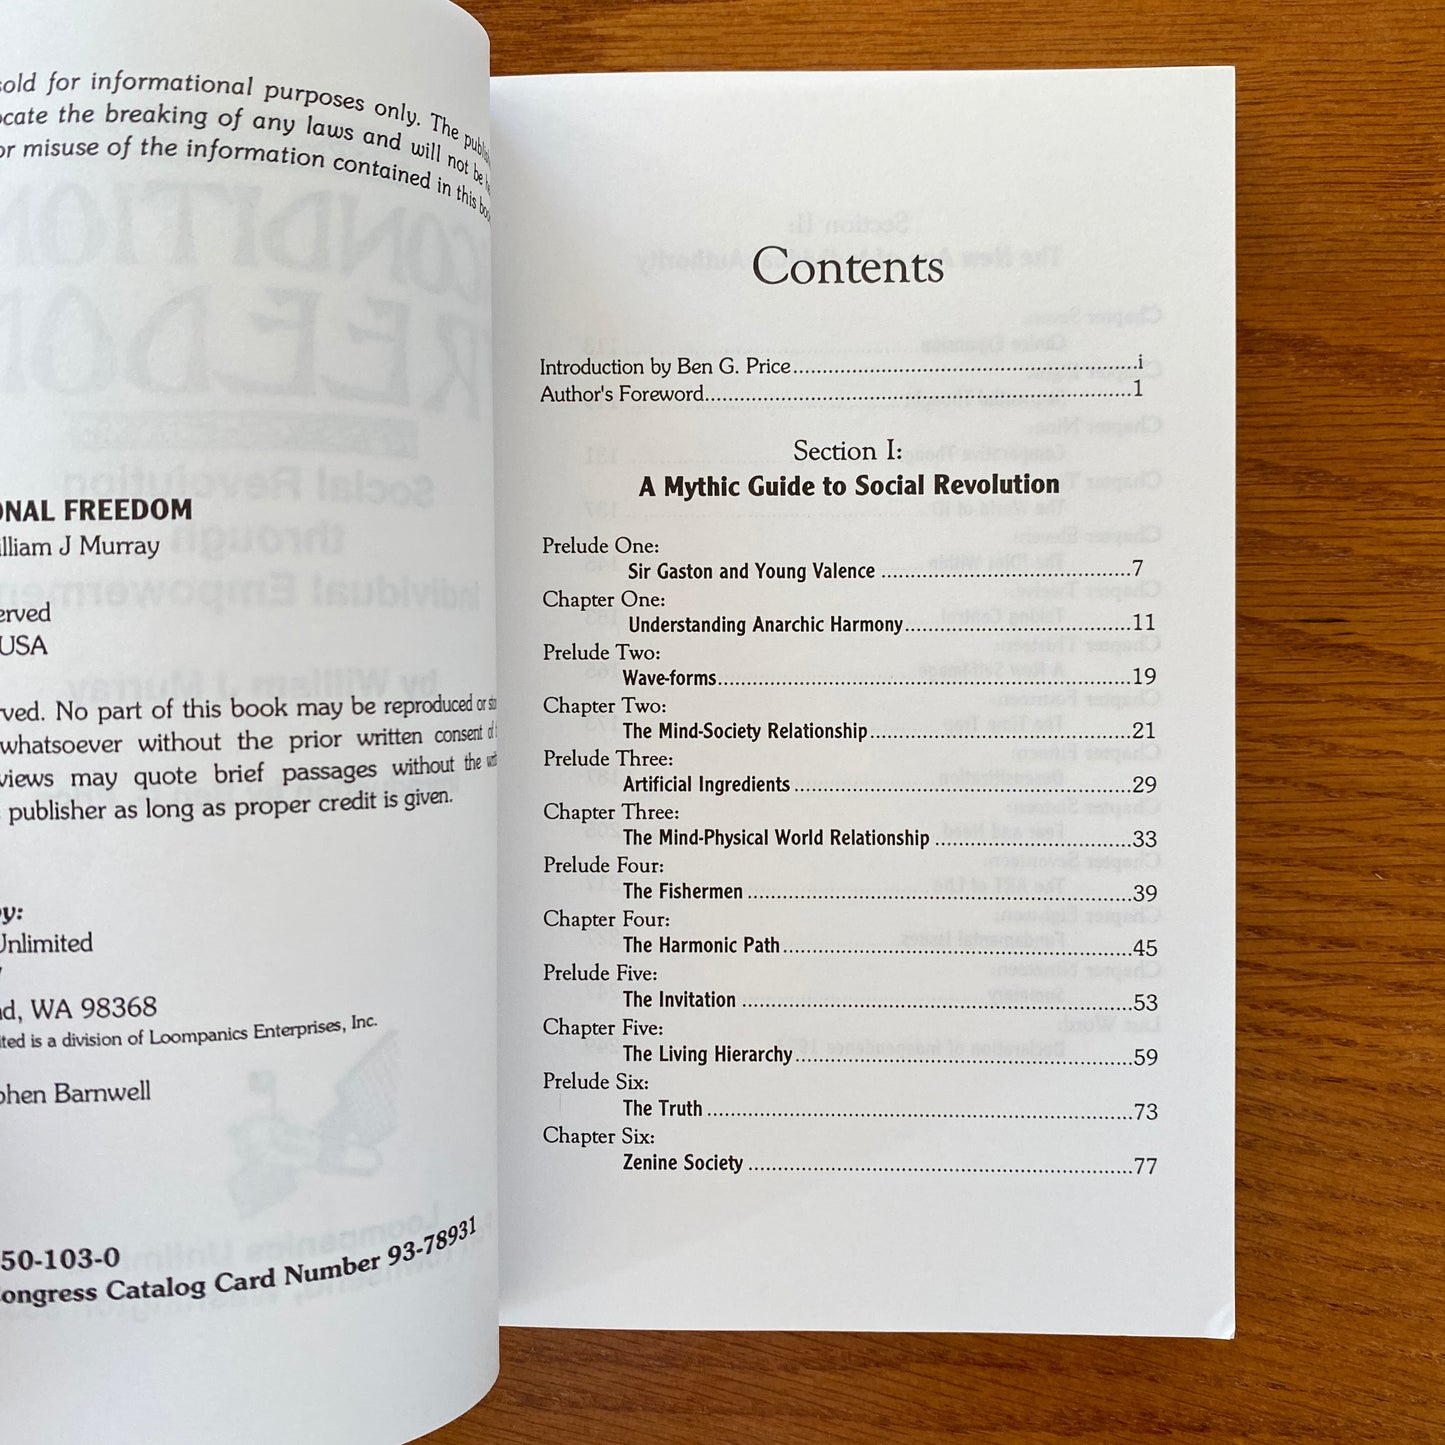 sold for informational purposes only. The
the breaking of any laws and will not be
or misuse of the information contained in this
ONAL FREEDOM
illiam J Murray
erved
USA
ved. No part of this book may be reproduced or
whatsoever without the prior written consent
views may quote brief passages without the
publisher as long as proper credit is given.
by:
Unlimited
WA 98368
ted is a division of Loompanics Enterprises, Inc.
phen Barnwell
50-103-0
ongress Catalog Card Number 93-78931
Contents
Introduction by Ben G. Price i
Author's Foreword 1
Section I:
A Mythic Guide to Social Revolution
Prelude One:
Sir Gaston and Young Valence 7
Chapter One:
Understanding Anarchic Harmony 11
Prelude Two:
Wave-forms 19
Chapter Two:
The Mind-Society Relationship 21
Prelude Three:
Artificial Ingredients 29
Chapter Three:
The Mind-Physical World Relationship 33
Prelude Four:
The Fishermen 39
Chapter Four:
The Harmonic Path 45
Prelude Five:
The Invitation 53
Chapter Five:
The Living Hierarchy 59
Prelude Six:
The Truth 73
Chapter Six:
Zenine Society 77